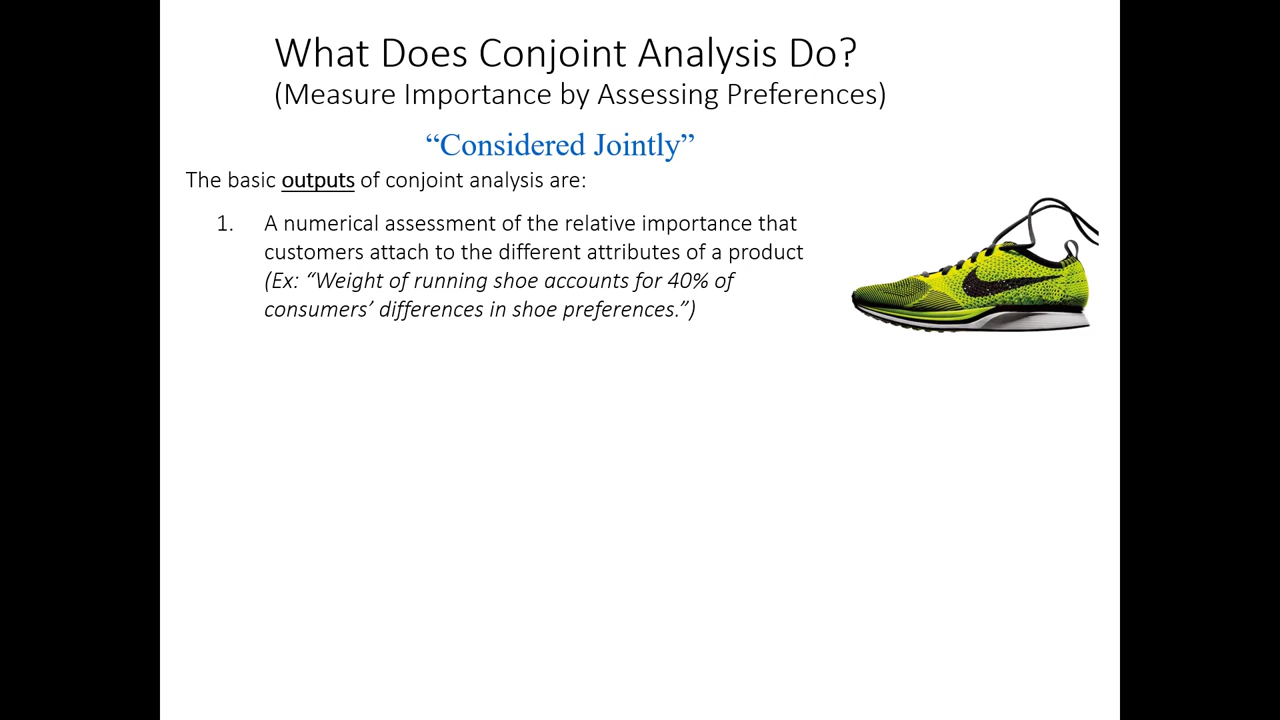 What Does Conjoint Analysis Do?
(Measure Importance by Assessing Preferences)
“Considered Jointly”
The basic outputs of conjoint analysis are:
1. A numerical assessment of the relative importance that
customers attach to the different attributes of a product
(Ex: “Weight of running shoe accounts for 40% of
consumers’ differences in shoe preferences.”)